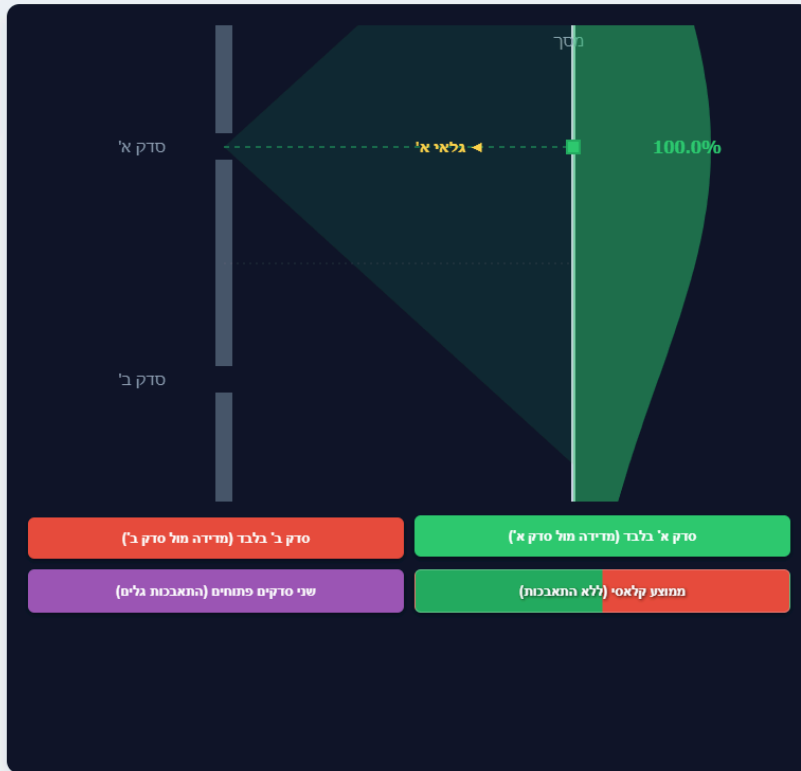 מסך
סדק א'
◄ גלאי א'
100.0%
סדק ב'
סדק א' בלבד (מדידה מול סדק א')
סדק ב' בלבד (מדידה מול סדק ב')
ממוצע קלאסי (ללא התאבכות)
שני סדקים פתוחים (התאבכות גלים)